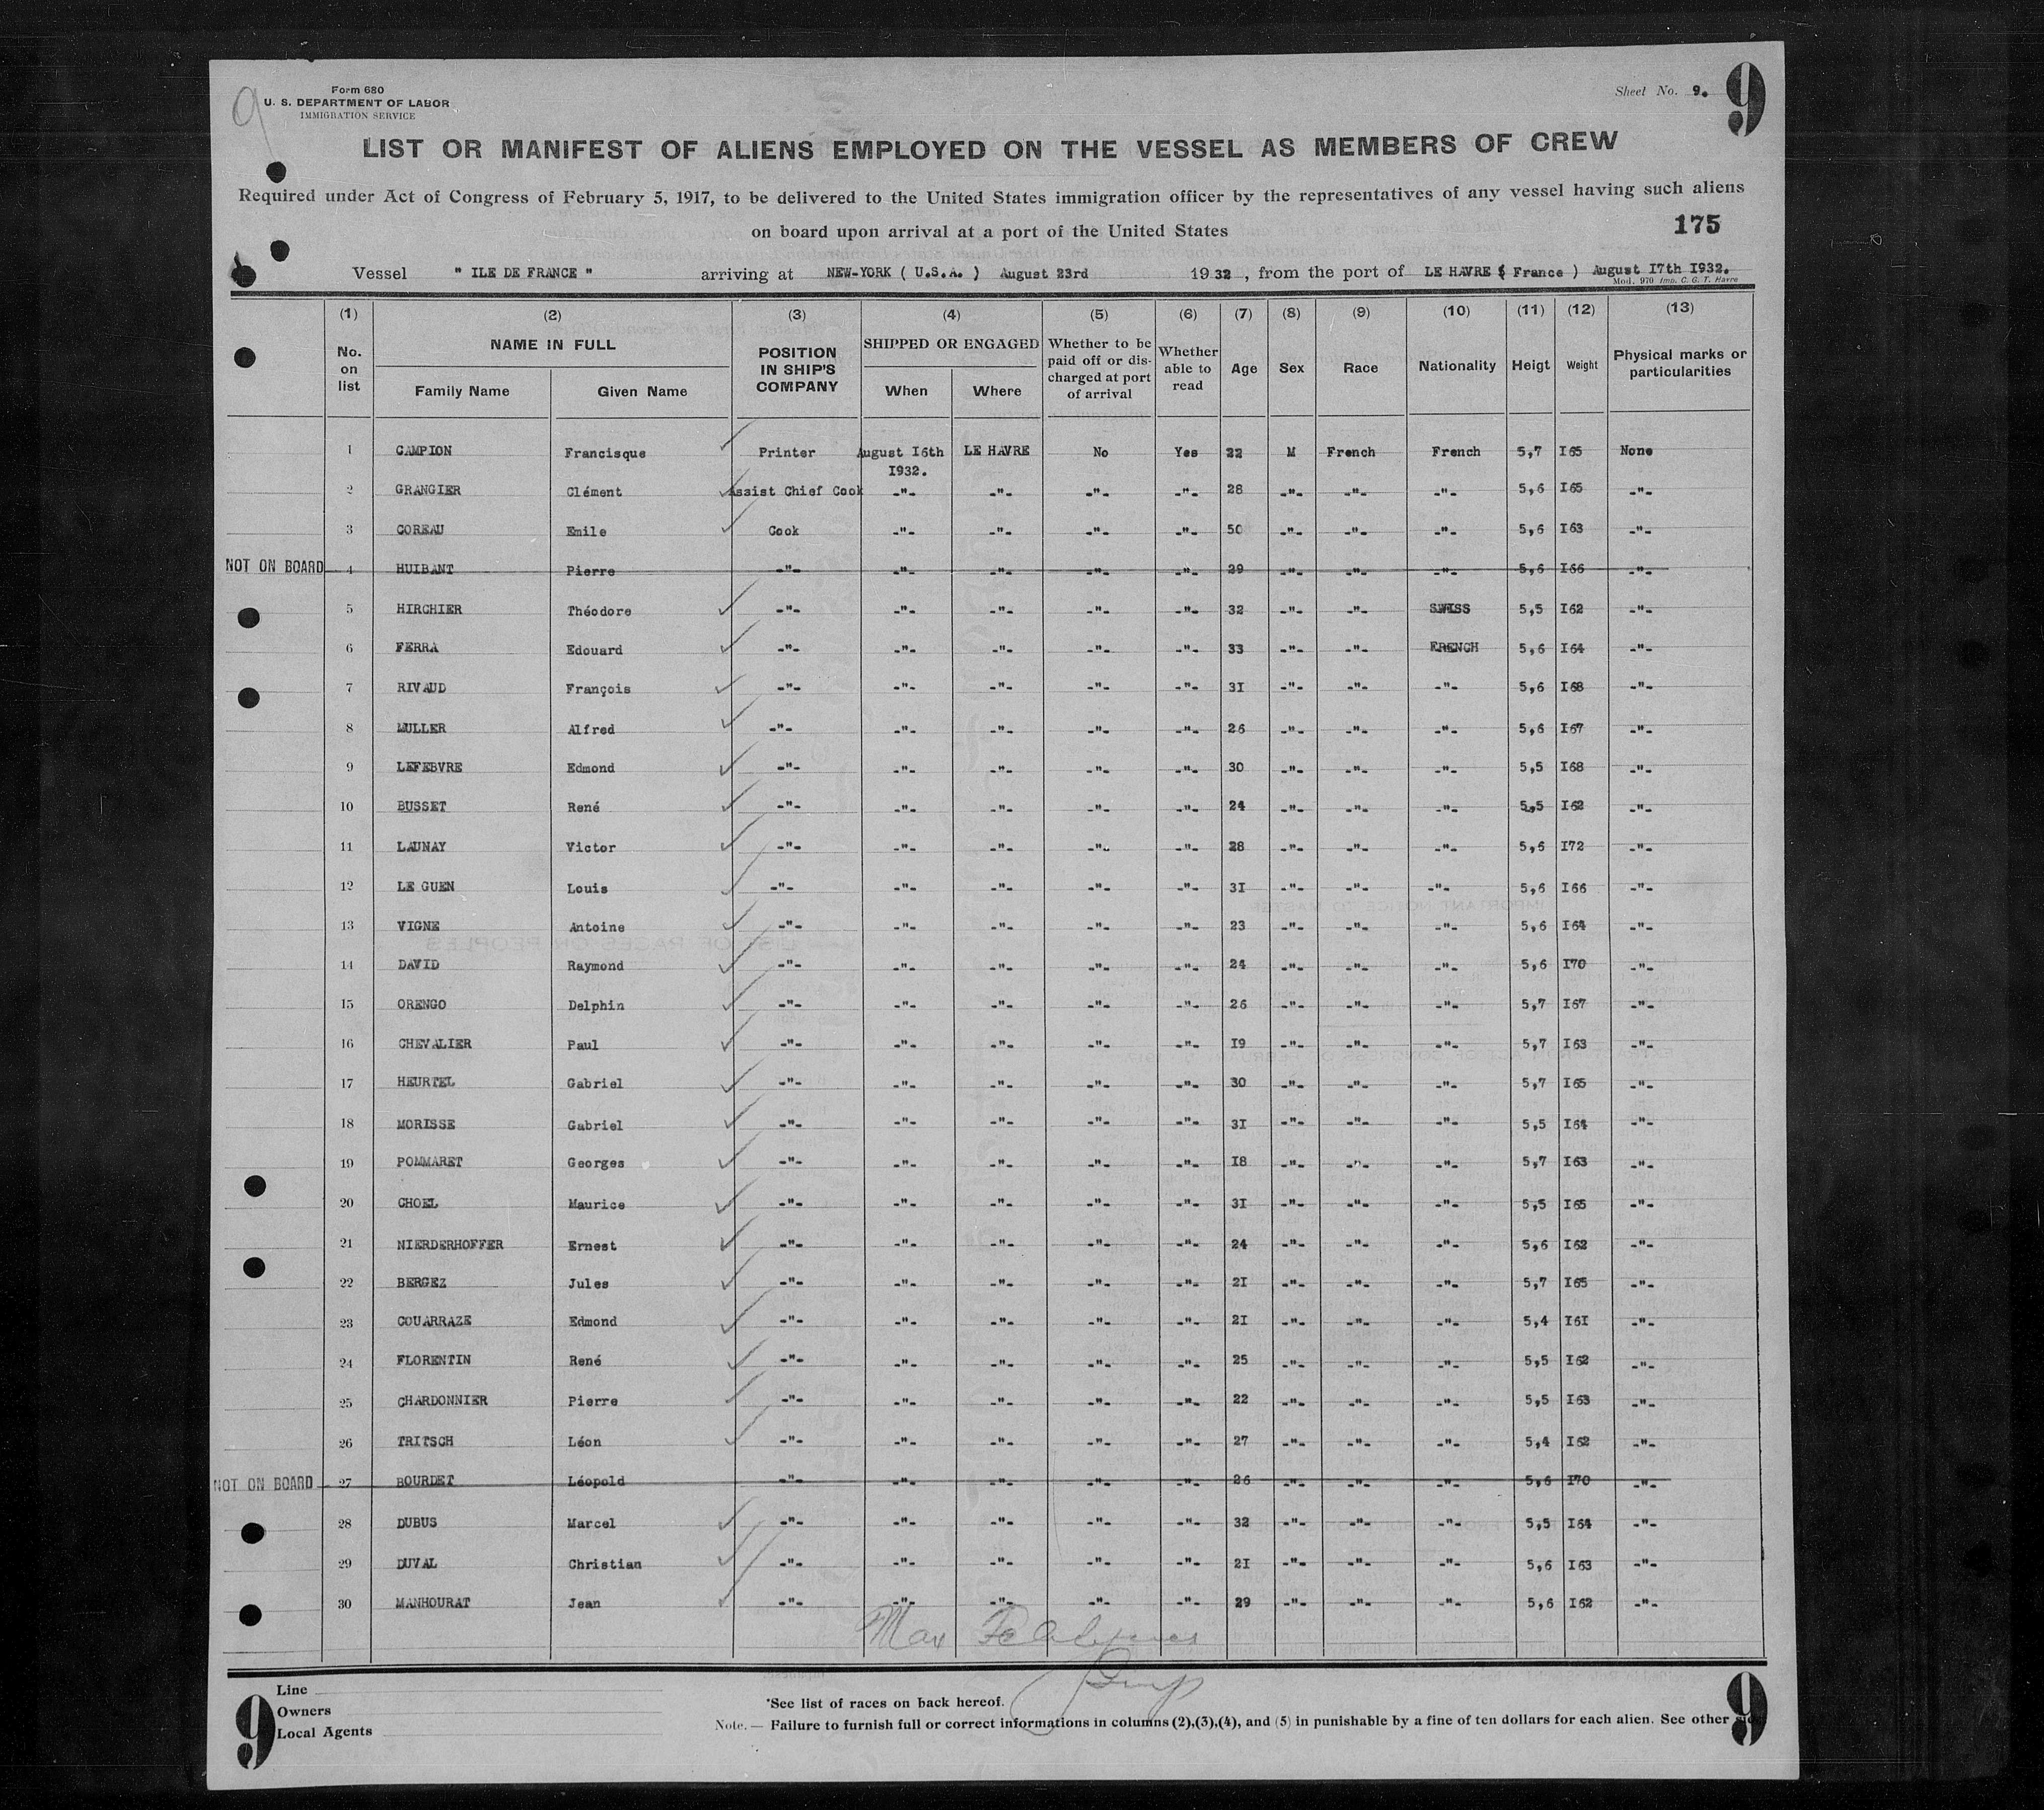 9
Form 680
U. S. DEPARTMENT OF LABOR
IMMIGRATION SERVICE
Sheet No. 9.
9
LIST OR MANIFEST OF ALIENS EMPLOYED ON THE VESSEL AS MEMBERS OF CREW
Required under Act of Congress of February 5, 1917, to be delivered to the United States immigration officer by the representatives of any vessel having such aliens
on board upon arrival at a port of the United States
175
Vessel " ILE DE FRANCE " arriving at NEW-YORK ( U.S.A. ) August 23rd 1932, from the port of LE HAVRE ( France ) August I7th I932.
Mod. 970 Imp. C. G. T. Havre
(1) (2) (3) (4) (5) (6) (7) (8) (9) (10) (11) (12) (13)
No. on list NAME IN FULL Family Name Given Name POSITION IN SHIP'S COMPANY SHIPPED OR ENGAGED When Where Whether to be paid off or discharged at port of arrival Whether able to read Age Sex Race Nationality Heigt Weight Physical marks or particularities
1 CAMPION Francisque Printer August I6th I932. LE HAVRE No Yes 22 M French French 5,7 I65 None
2 GRANGIER Clément Assist Chief Cook -"- -"- -"- -"- 28 -"- -"- -"- 5,6 I65 -"-
3 COREAU Emile Cook -"- -"- -"- -"- 50 -"- -"- -"- 5,6 I63 -"-
NOT ON BOARD 4 HUIBANT Pierre -"- -"- -"- -"- -"- 29 -"- -"- -"- 5,6 I66 -"-
5 HIRCHIER Théodore -"- -"- -"- -"- -"- 32 -"- -"- SWISS 5,5 I62 -"-
6 FERRA Edouard -"- -"- -"- -"- -"- 33 -"- -"- FRENCH 5,6 I64 -"-
7 RIVAUD François -"- -"- -"- -"- -"- 3I -"- -"- -"- 5,6 I68 -"-
8 MULLER Alfred -"- -"- -"- -"- -"- 26 -"- -"- -"- 5,6 I67 -"-
9 LEFEBVRE Edmond -"- -"- -"- -"- -"- 30 -"- -"- -"- 5,5 I68 -"-
10 BUSSET René -"- -"- -"- -"- -"- 24 -"- -"- -"- 5,5 I62 -"-
11 LAUNAY Victor -"- -"- -"- -"- -"- 28 -"- -"- -"- 5,6 I72 -"-
12 LE GUEN Louis -"- -"- -"- -"- -"- 3I -"- -"- -"- 5,6 I66 -"-
13 VIGNE Antoine -"- -"- -"- -"- -"- 23 -"- -"- -"- 5,6 I64 -"-
14 DAVID Raymond -"- -"- -"- -"- -"- 24 -"- -"- -"- 5,6 I70 -"-
15 ORENGO Delphin -"- -"- -"- -"- -"- 26 -"- -"- -"- 5,7 I67 -"-
16 CHEVALIER Paul -"- -"- -"- -"- -"- I9 -"- -"- -"- 5,7 I63 -"-
17 HEURTEL Gabriel -"- -"- -"- -"- -"- 30 -"- -"- -"- 5,7 I65 -"-
18 MORISSE Gabriel -"- -"- -"- -"- -"- 3I -"- -"- -"- 5,5 I64 -"-
19 POMMARET Georges -"- -"- -"- -"- -"- I8 -"- -"- -"- 5,7 I63 -"-
20 CHOEL Maurice -"- -"- -"- -"- -"- 3I -"- -"- -"- 5,5 I65 -"-
21 NIERDERHOFFER Ernest -"- -"- -"- -"- -"- 24 -"- -"- -"- 5,6 I62 -"-
22 BERGEZ Jules -"- -"- -"- -"- -"- 2I -"- -"- -"- 5,7 I65 -"-
23 COUARRAZE Edmond -"- -"- -"- -"- -"- 2I -"- -"- -"- 5,4 I6I -"-
24 FLORENTIN René -"- -"- -"- -"- -"- 25 -"- -"- -"- 5,5 I62 -"-
25 CHARDONNIER Pierre -"- -"- -"- -"- -"- 22 -"- -"- -"- 5,5 I63 -"-
26 TRITSCH Léon -"- -"- -"- -"- -"- 27 -"- -"- -"- 5,4 I62 -"-
NOT ON BOARD 27 BOURDET Léopold -"- -"- -"- -"- -"- 26 -"- -"- -"- 5,6 I70 -"-
28 DUBUS Marcel -"- -"- -"- -"- -"- 32 -"- -"- -"- 5,5 I64 -"-
29 DUVAL Christian -"- -"- -"- -"- -"- 2I -"- -"- -"- 5,6 I63 -"-
30 MANHOURAT Jean -"- -"- -"- -"- -"- 29 -"- -"- -"- 5,6 I62 -"-
Max
Line
Owners
Local Agents
9
*See list of races on back hereof.
Note. — Failure to furnish full or correct informations in columns (2),(3),(4), and (5) in punishable by a fine of ten dollars for each alien. See other side
9